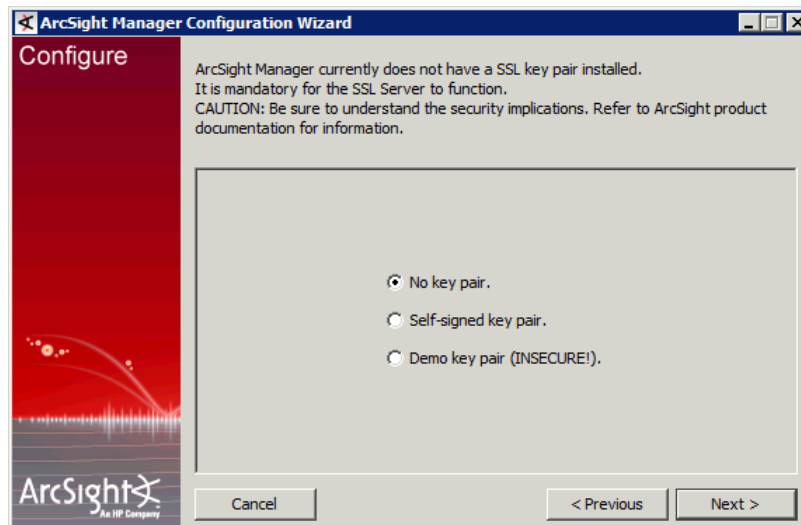 ArcSight Manager Configuration Wizard
Configure
ArcSight Manager currently does not have a SSL key pair installed.
It is mandatory for the SSL Server to function.
CAUTION: Be sure to understand the security implications. Refer to ArcSight product
documentation for information.
No key pair.
Self-signed key pair.
Demo key pair (INSECURE!).
ArcSight
An HP Company
Cancel
< Previous
Next >